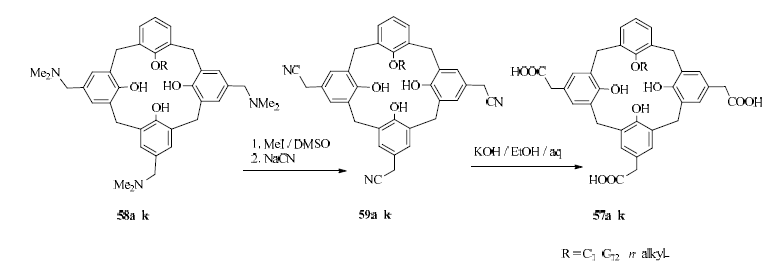 OR
Me₂N
OH
HO
OH
NMe₂
Me₂N
58a k
1. MeI / DMSO
2. NaCN
OR
NC
OH
HO
OH
CN
NC
59a k
KOH / EtOH / aq
OR
HOOC
OH
HO
OH
COOH
HOOC
57a k
R = C₁ C₁₂ n alkyl-